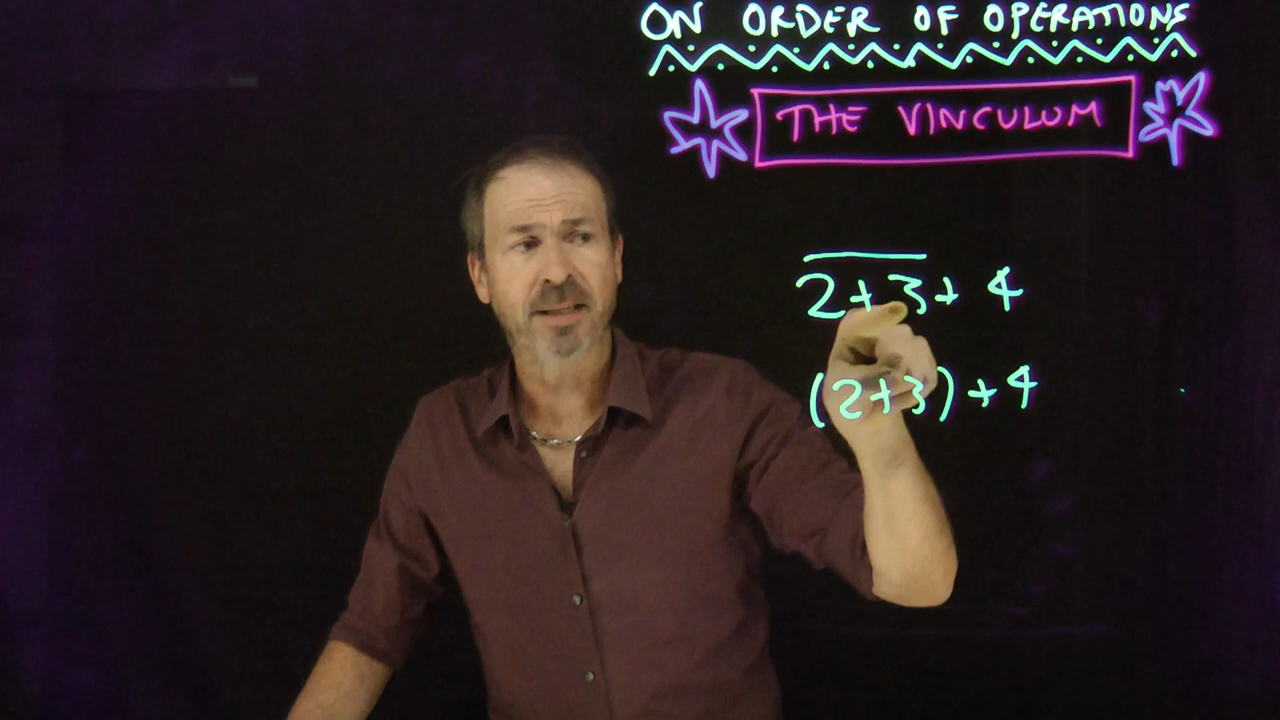 ON ORDER OF OPERATIONS
THE VINCULUM
2+3+4
(2+3)+4